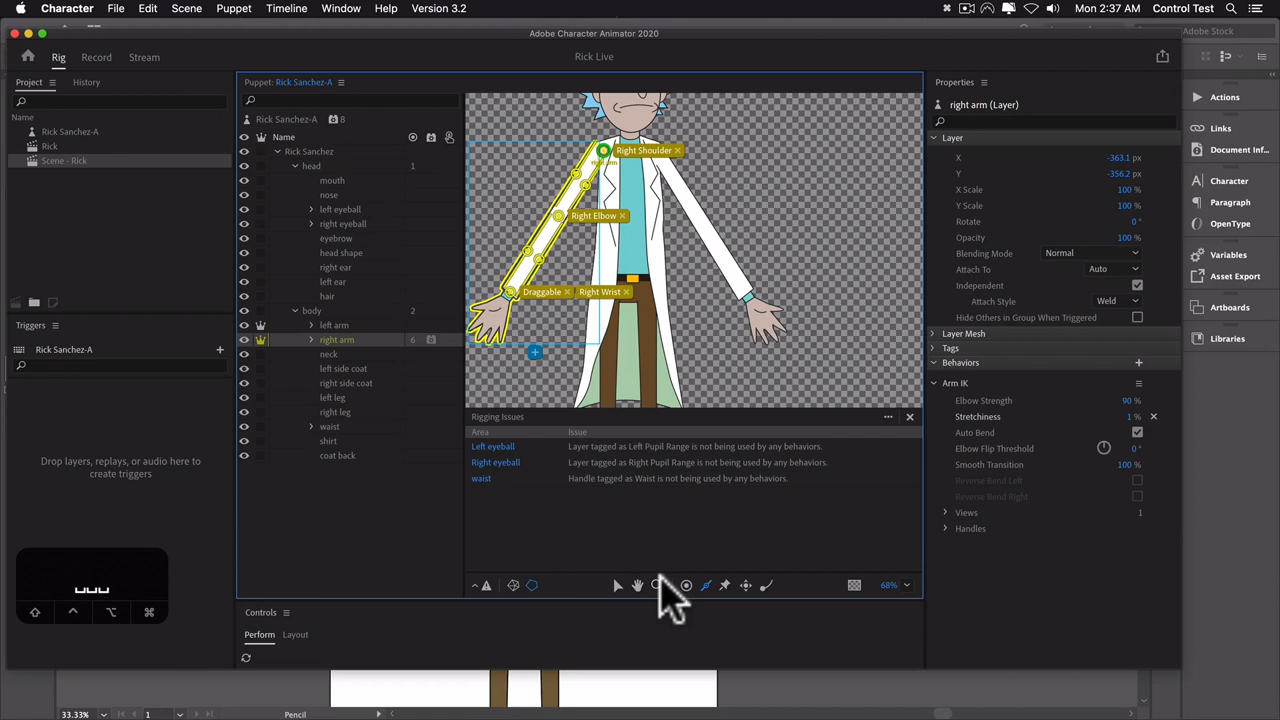 Character File Edit Scene Puppet Timeline Window Help Version 3.2 Mon 2:37 AM Control Test
Adobe Character Animator 2020
Adobe Stock
Rig Record Stream Rick Live
Project History
Name
Rick Sanchez-A
Rick
Scene - Rick
Triggers
Rick Sanchez-A
Drop layers, replays, or audio here to
create triggers
Puppet: Rick Sanchez-A
Rick Sanchez-A 8
Name
Rick Sanchez
head 1
mouth
nose
left eyeball
right eyeball
eyebrow
head shape
right ear
left ear
hair
body 2
left arm
right arm 6
neck
left side coat
right side coat
left leg
right leg
waist
shirt
coat back
Right Shoulder ×
right arm
Right Elbow ×
Draggable × Right Wrist ×
Rigging Issues
Area Issue
Left eyeball Layer tagged as Left Pupil Range is not being used by any behaviors.
Right eyeball Layer tagged as Right Pupil Range is not being used by any behaviors.
waist Handle tagged as Waist is not being used by any behaviors.
68%
Controls
Perform Layout
Properties
right arm (Layer)
Layer
X -363.1 px
Y -356.2 px
X Scale 100 %
Y Scale 100 %
Rotate 0 °
Opacity 100 %
Blending Mode Normal
Attach To Auto
Independent
Attach Style Weld
Hide Others in Group When Triggered
Layer Mesh
Tags
Behaviors
Arm IK
Elbow Strength 90 %
Stretchiness 1 %
Auto Bend
Elbow Flip Threshold 0 °
Smooth Transition 100 %
Reverse Bend Left
Reverse Bend Right
Views 1
Handles
Actions
Links
Document Inf...
Character
Paragraph
OpenType
Variables
Asset Export
Artboards
Libraries
33.33% 1 Pencil